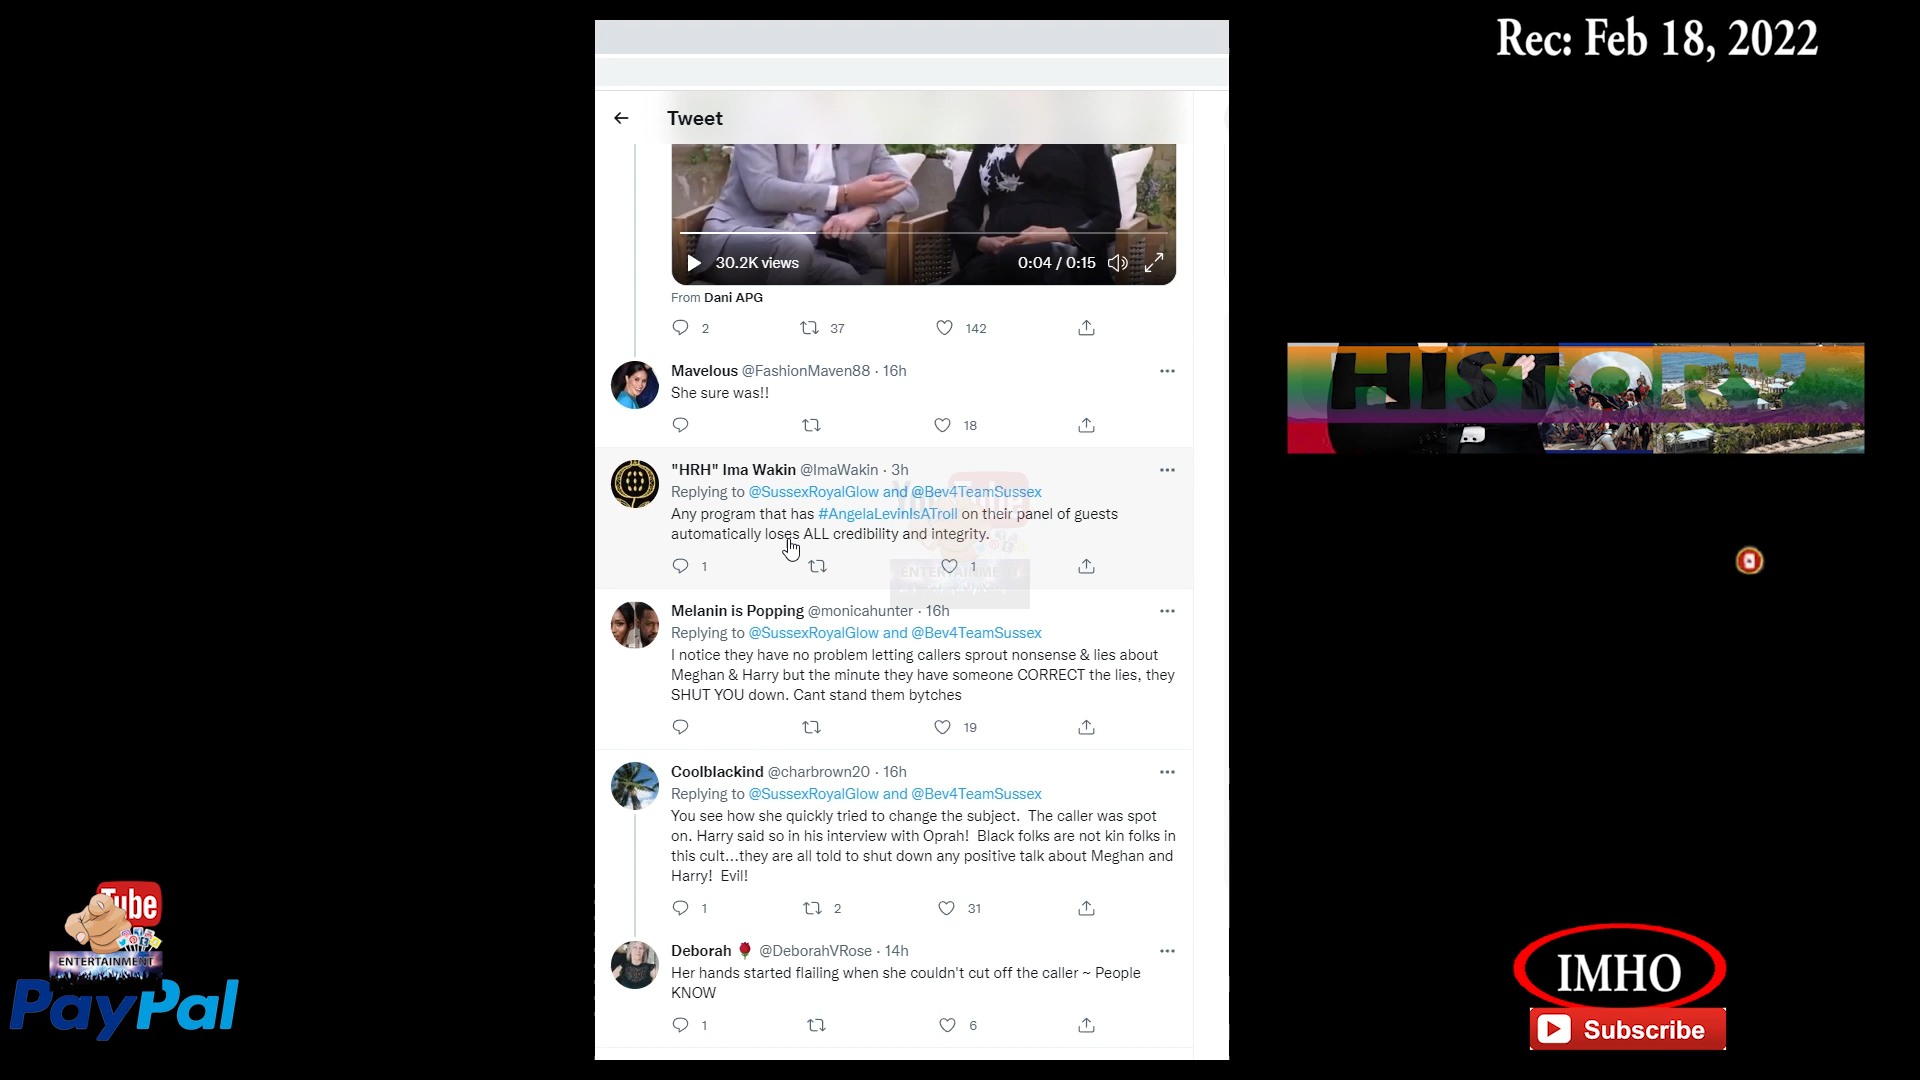 Rec: Feb 18, 2022
Tweet
30.2K views
0:04 / 0:15
From Dani APG
2 37 142
Mavelous @FashionMaven88 · 16h
She sure was!!
18
"HRH" Ima Wakin @ImaWakin · 3h
Replying to @SussexRoyalGlow and @Bev4TeamSussex
Any program that has #AngelaLevinIsATroll on their panel of guests
automatically loses ALL credibility and integrity.
1 1
Melanin is Popping @monicahunter · 16h
Replying to @SussexRoyalGlow and @Bev4TeamSussex
I notice they have no problem letting callers sprout nonsense & lies about
Meghan & Harry but the minute they have someone CORRECT the lies, they
SHUT YOU down. Cant stand them bytches
19
Coolblackind @charbrown20 · 16h
Replying to @SussexRoyalGlow and @Bev4TeamSussex
You see how she quickly tried to change the subject.  The caller was spot
on. Harry said so in his interview with Oprah!  Black folks are not kin folks in
this cult...they are all told to shut down any positive talk about Meghan and
Harry!  Evil!
1 2 31
Deborah 🌹 @DeborahVRose · 14h
Her hands started flailing when she couldn't cut off the caller ~ People
KNOW
1 6
HISTORY
YouTube
ENTERTAINMENT
Tube
ENTERTAINMENT
PayPal
IMHO
Subscribe